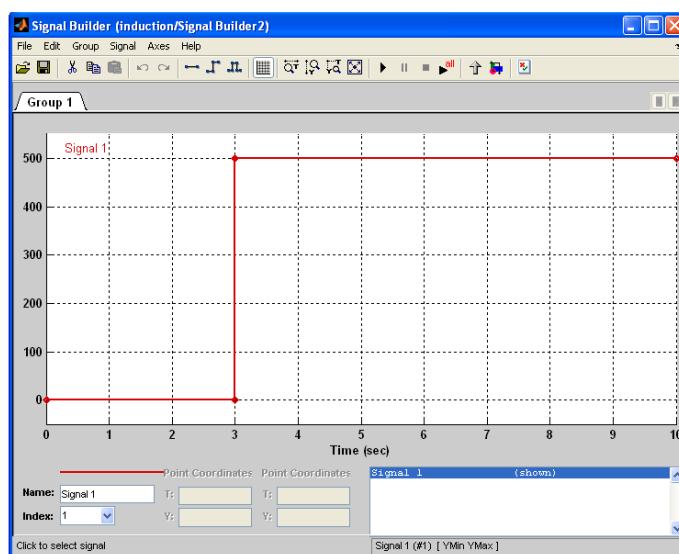 Signal Builder (induction/Signal Builder2)
File Edit Group Signal Axes Help
all
Group 1
Signal 1
500
400
300
200
100
0
0 1 2 3 4 5 6 7 8 9 10
Time (sec)
Point Coordinates Point Coordinates
Name: Signal 1 T: T:
Index: 1 Y: Y:
Signal 1 (shown)
Click to select signal
Signal 1 (#1) [ YMin YMax ]